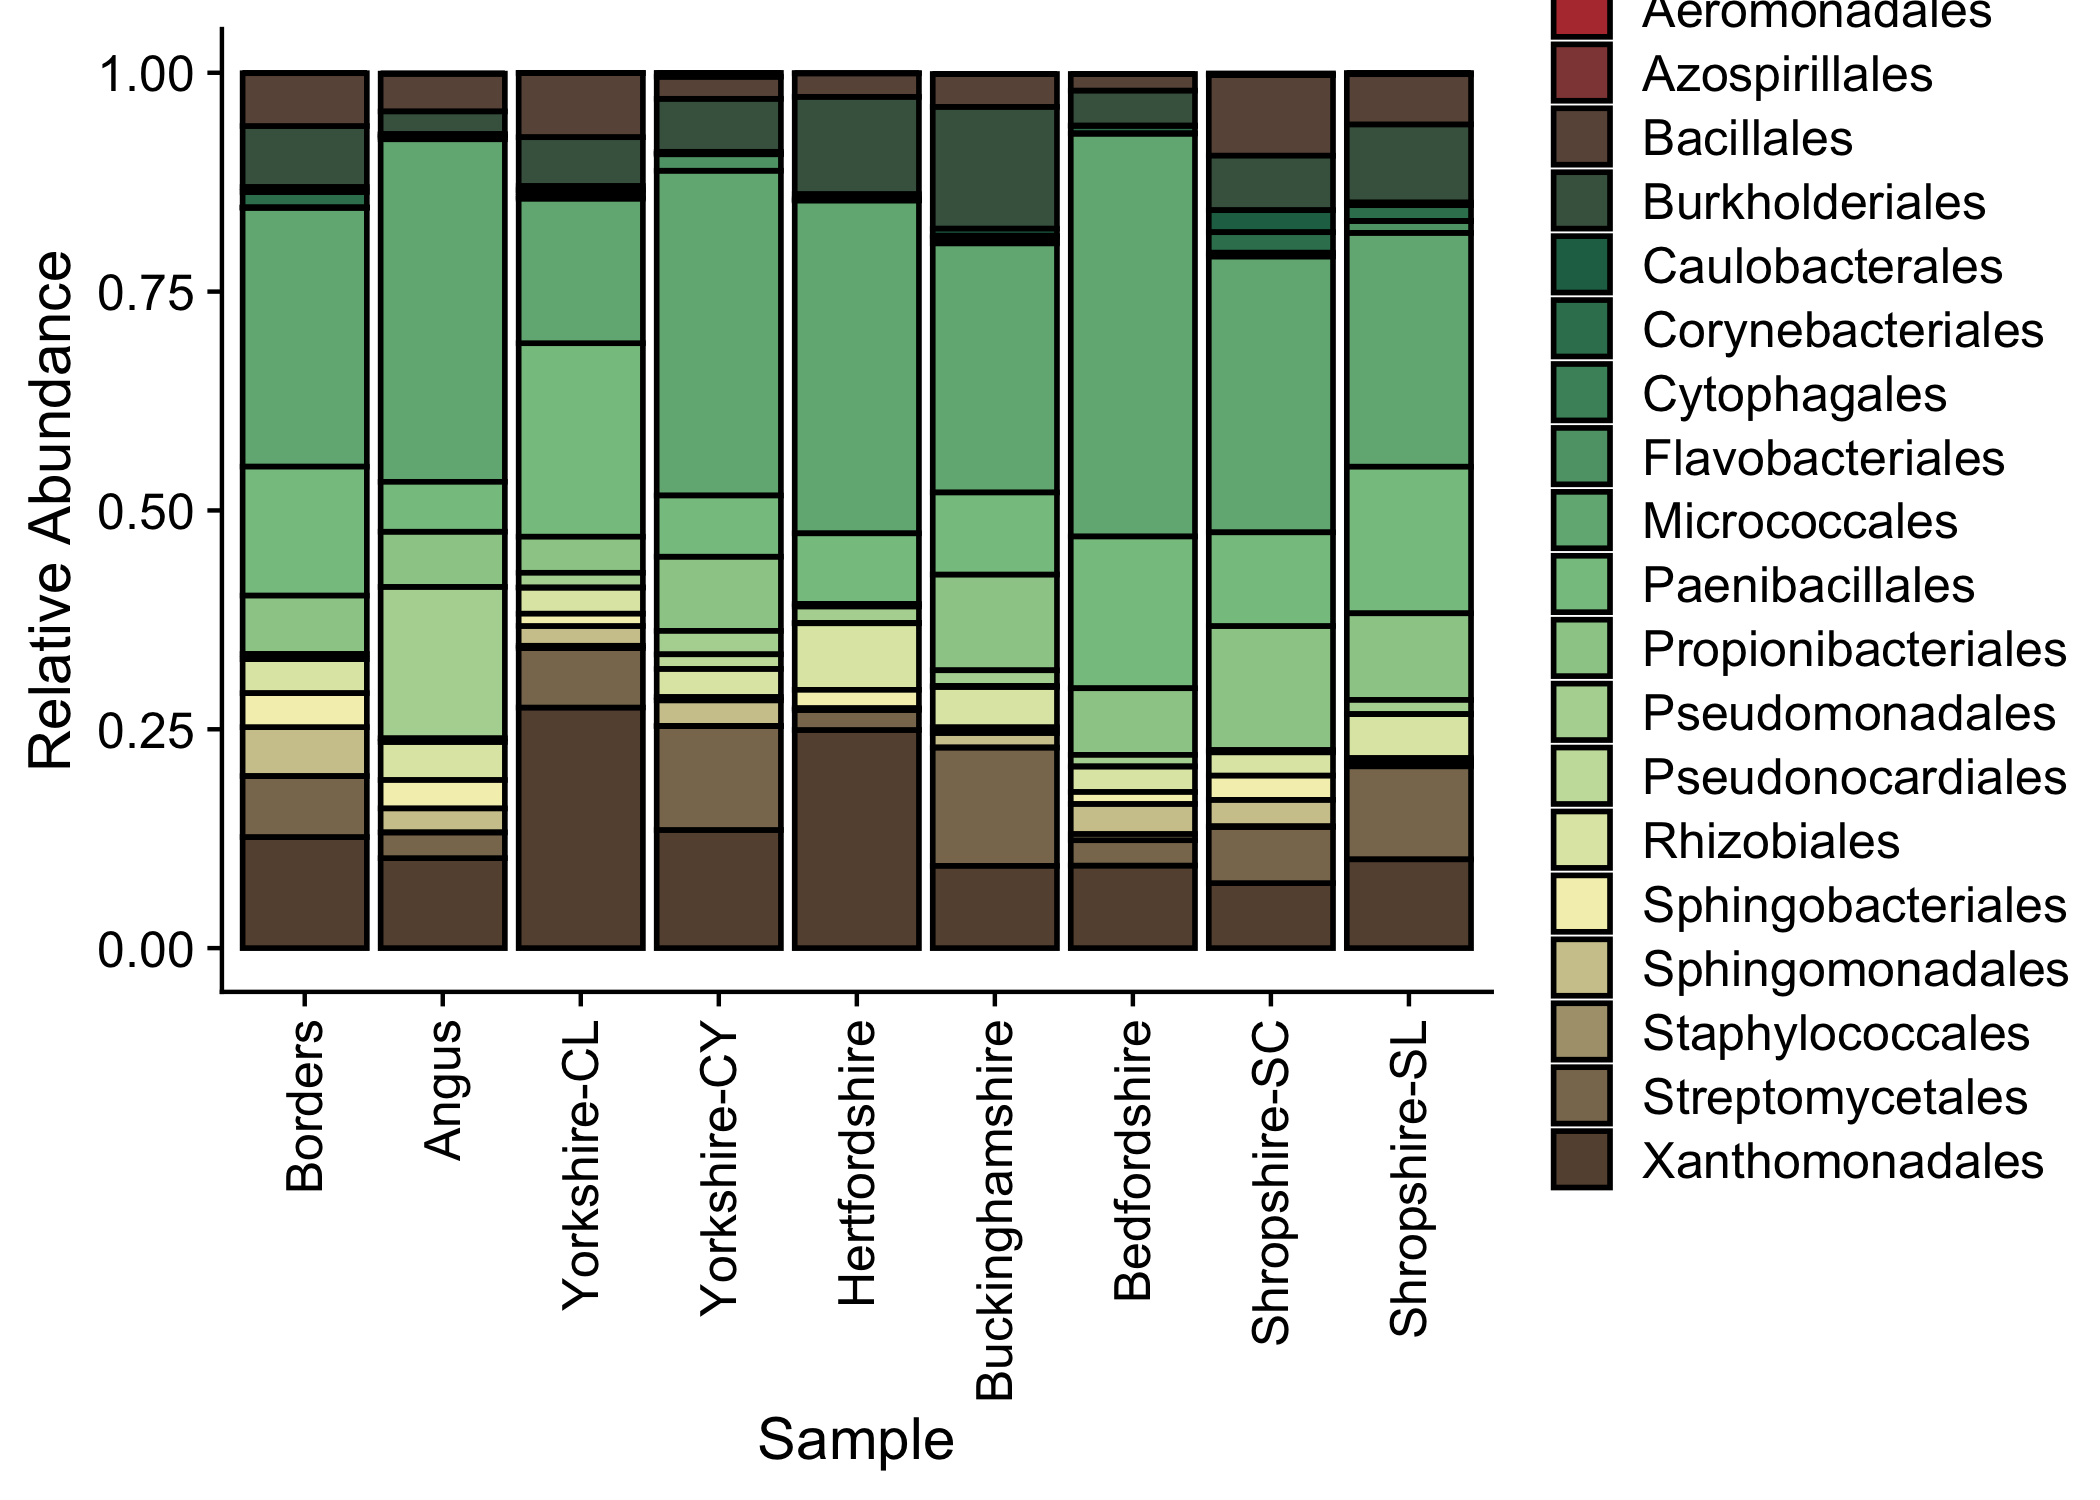 Aeromonadales
Azospirillales
Bacillales
Burkholderiales
Caulobacterales
Corynebacteriales
Cytophagales
Flavobacteriales
Micrococcales
Paenibacillales
Propionibacteriales
Pseudomonadales
Pseudonocardiales
Rhizobiales
Sphingobacteriales
Sphingomonadales
Staphylococcales
Streptomycetales
Xanthomonadales
Relative Abundance
1.00
0.75
0.50
0.25
0.00
Borders
Angus
Yorkshire-CL
Yorkshire-CY
Hertfordshire
Buckinghamshire
Bedfordshire
Shropshire-SC
Shropshire-SL
Sample